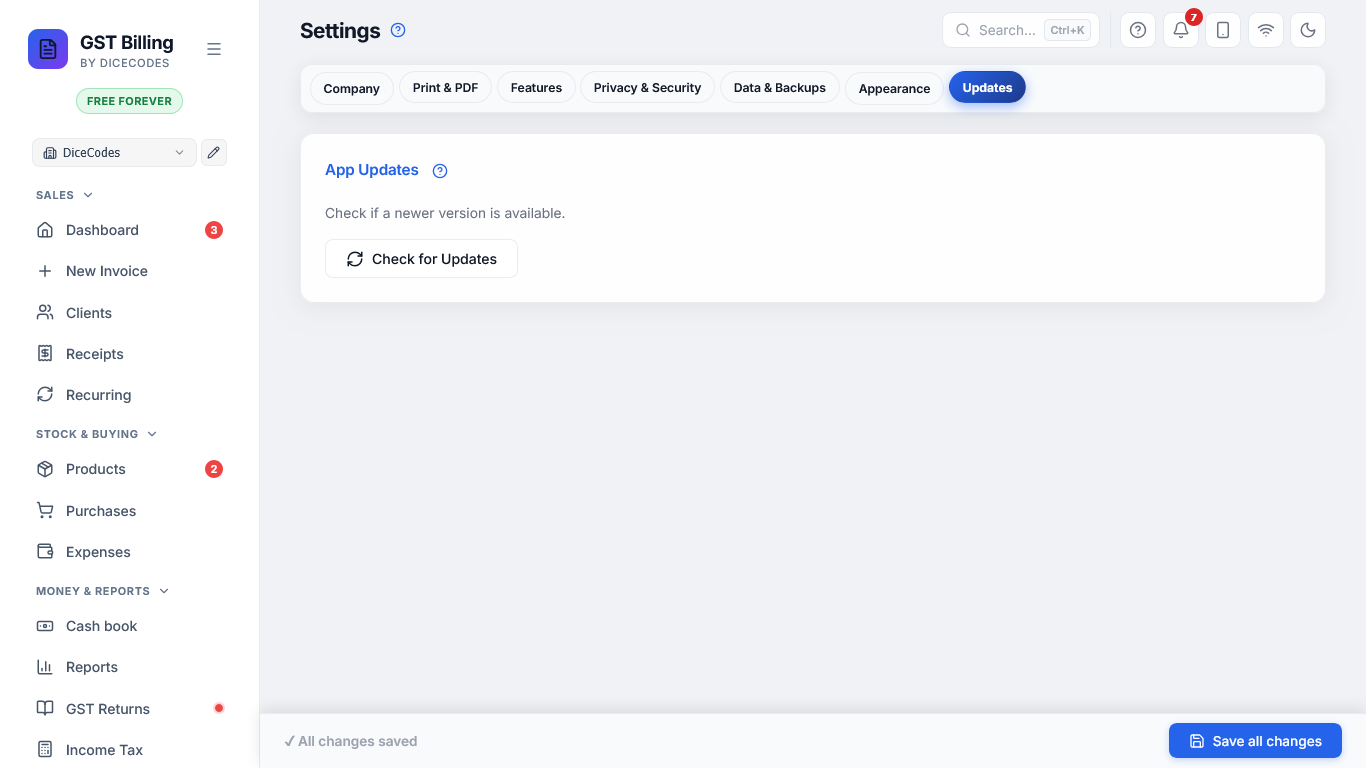 GST Billing
BY DICECODES
FREE FOREVER
DiceCodes
SALES
Dashboard 3
New Invoice
Clients
Receipts
Recurring
STOCK & BUYING
Products 2
Purchases
Expenses
MONEY & REPORTS
Cash book
Reports
GST Returns
Income Tax
Settings
Search... Ctrl+K
7
Company Print & PDF Features Privacy & Security Data & Backups Appearance Updates
App Updates
Check if a newer version is available.
Check for Updates
✓ All changes saved
Save all changes